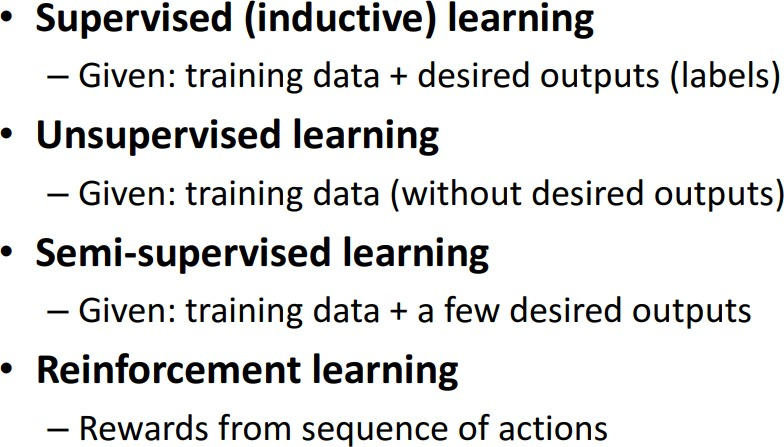 • Supervised (inductive) learning
– Given: training data + desired outputs (labels)
• Unsupervised learning
– Given: training data (without desired outputs)
• Semi-supervised learning
– Given: training data + a few desired outputs
• Reinforcement learning
– Rewards from sequence of actions